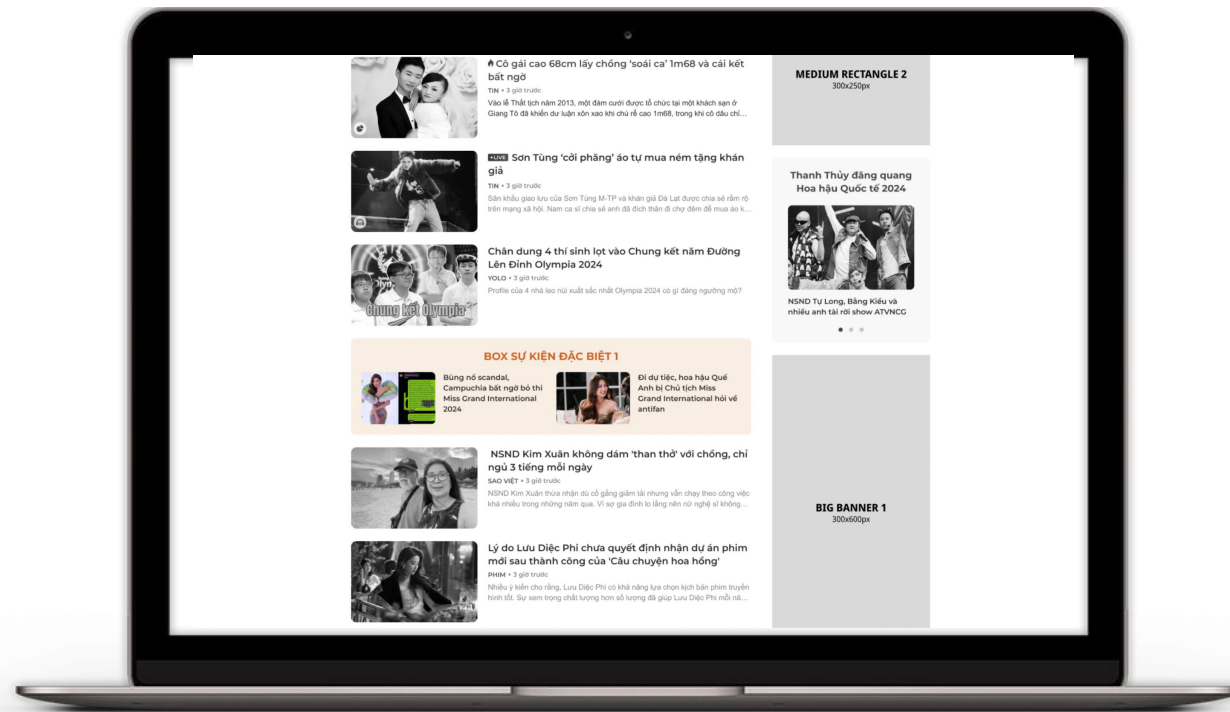 Cô gái cao 68cm lấy chồng ‘soái ca’ 1m68 và cái kết
bất ngờ
TIN • 3 giờ trước
Vào lễ Thất tịch năm 2013, một đám cưới được tổ chức tại một khách sạn ở
Giang Tô đã khiến dư luận xôn xao khi chú rể cao 1m68, trong khi cô dâu chỉ...
• LIVE Sơn Tùng ‘cởi phăng’ áo tự mua ném tặng khán
giả
TIN • 3 giờ trước
Sân khấu giao lưu của Sơn Tùng M-TP và khán giả Đà Lạt được chia sẻ rầm rộ
trên mạng xã hội. Nam ca sĩ chia sẻ anh đã đích thân đi chợ đêm để mua áo k...
Chân dung 4 thí sinh lọt vào Chung kết năm Đường
Lên Đỉnh Olympia 2024
YOLO • 3 giờ trước
Profile của 4 nhà leo núi xuất sắc nhất Olympia 2024 có gì đáng ngưỡng mộ?
Chung kết Olympia
BOX SỰ KIỆN ĐẶC BIỆT 1
Bùng nổ scandal,
Campuchia bất ngờ bỏ thi
Miss Grand International
2024
Đi dự tiệc, hoa hậu Quế
Anh bị Chủ tịch Miss
Grand International hỏi về
antifan
NSND Kim Xuân không dám 'than thở' với chồng, chỉ
ngủ 3 tiếng mỗi ngày
SAO VIỆT • 3 giờ trước
NSND Kim Xuân thừa nhận dù cố gắng giảm tải nhưng vẫn chạy theo công việc
khá nhiều trong những năm qua. Vì sợ gia đình lo lắng nên nữ nghệ sĩ không...
Lý do Lưu Diệc Phi chưa quyết định nhận dự án phim
mới sau thành công của 'Câu chuyện hoa hồng'
PHIM • 3 giờ trước
Nhiều ý kiến cho rằng, Lưu Diệc Phi có khả năng lựa chọn kịch bản phim truyền
hình tốt. Sự xem trọng chất lượng hơn số lượng đã giúp Lưu Diệc Phi mỗi nă...
MEDIUM RECTANGLE 2
300x250px
Thanh Thủy đăng quang
Hoa hậu Quốc tế 2024
NSND Tự Long, Bằng Kiều và
nhiều anh tài rời show ATVNCG
BIG BANNER 1
300x600px